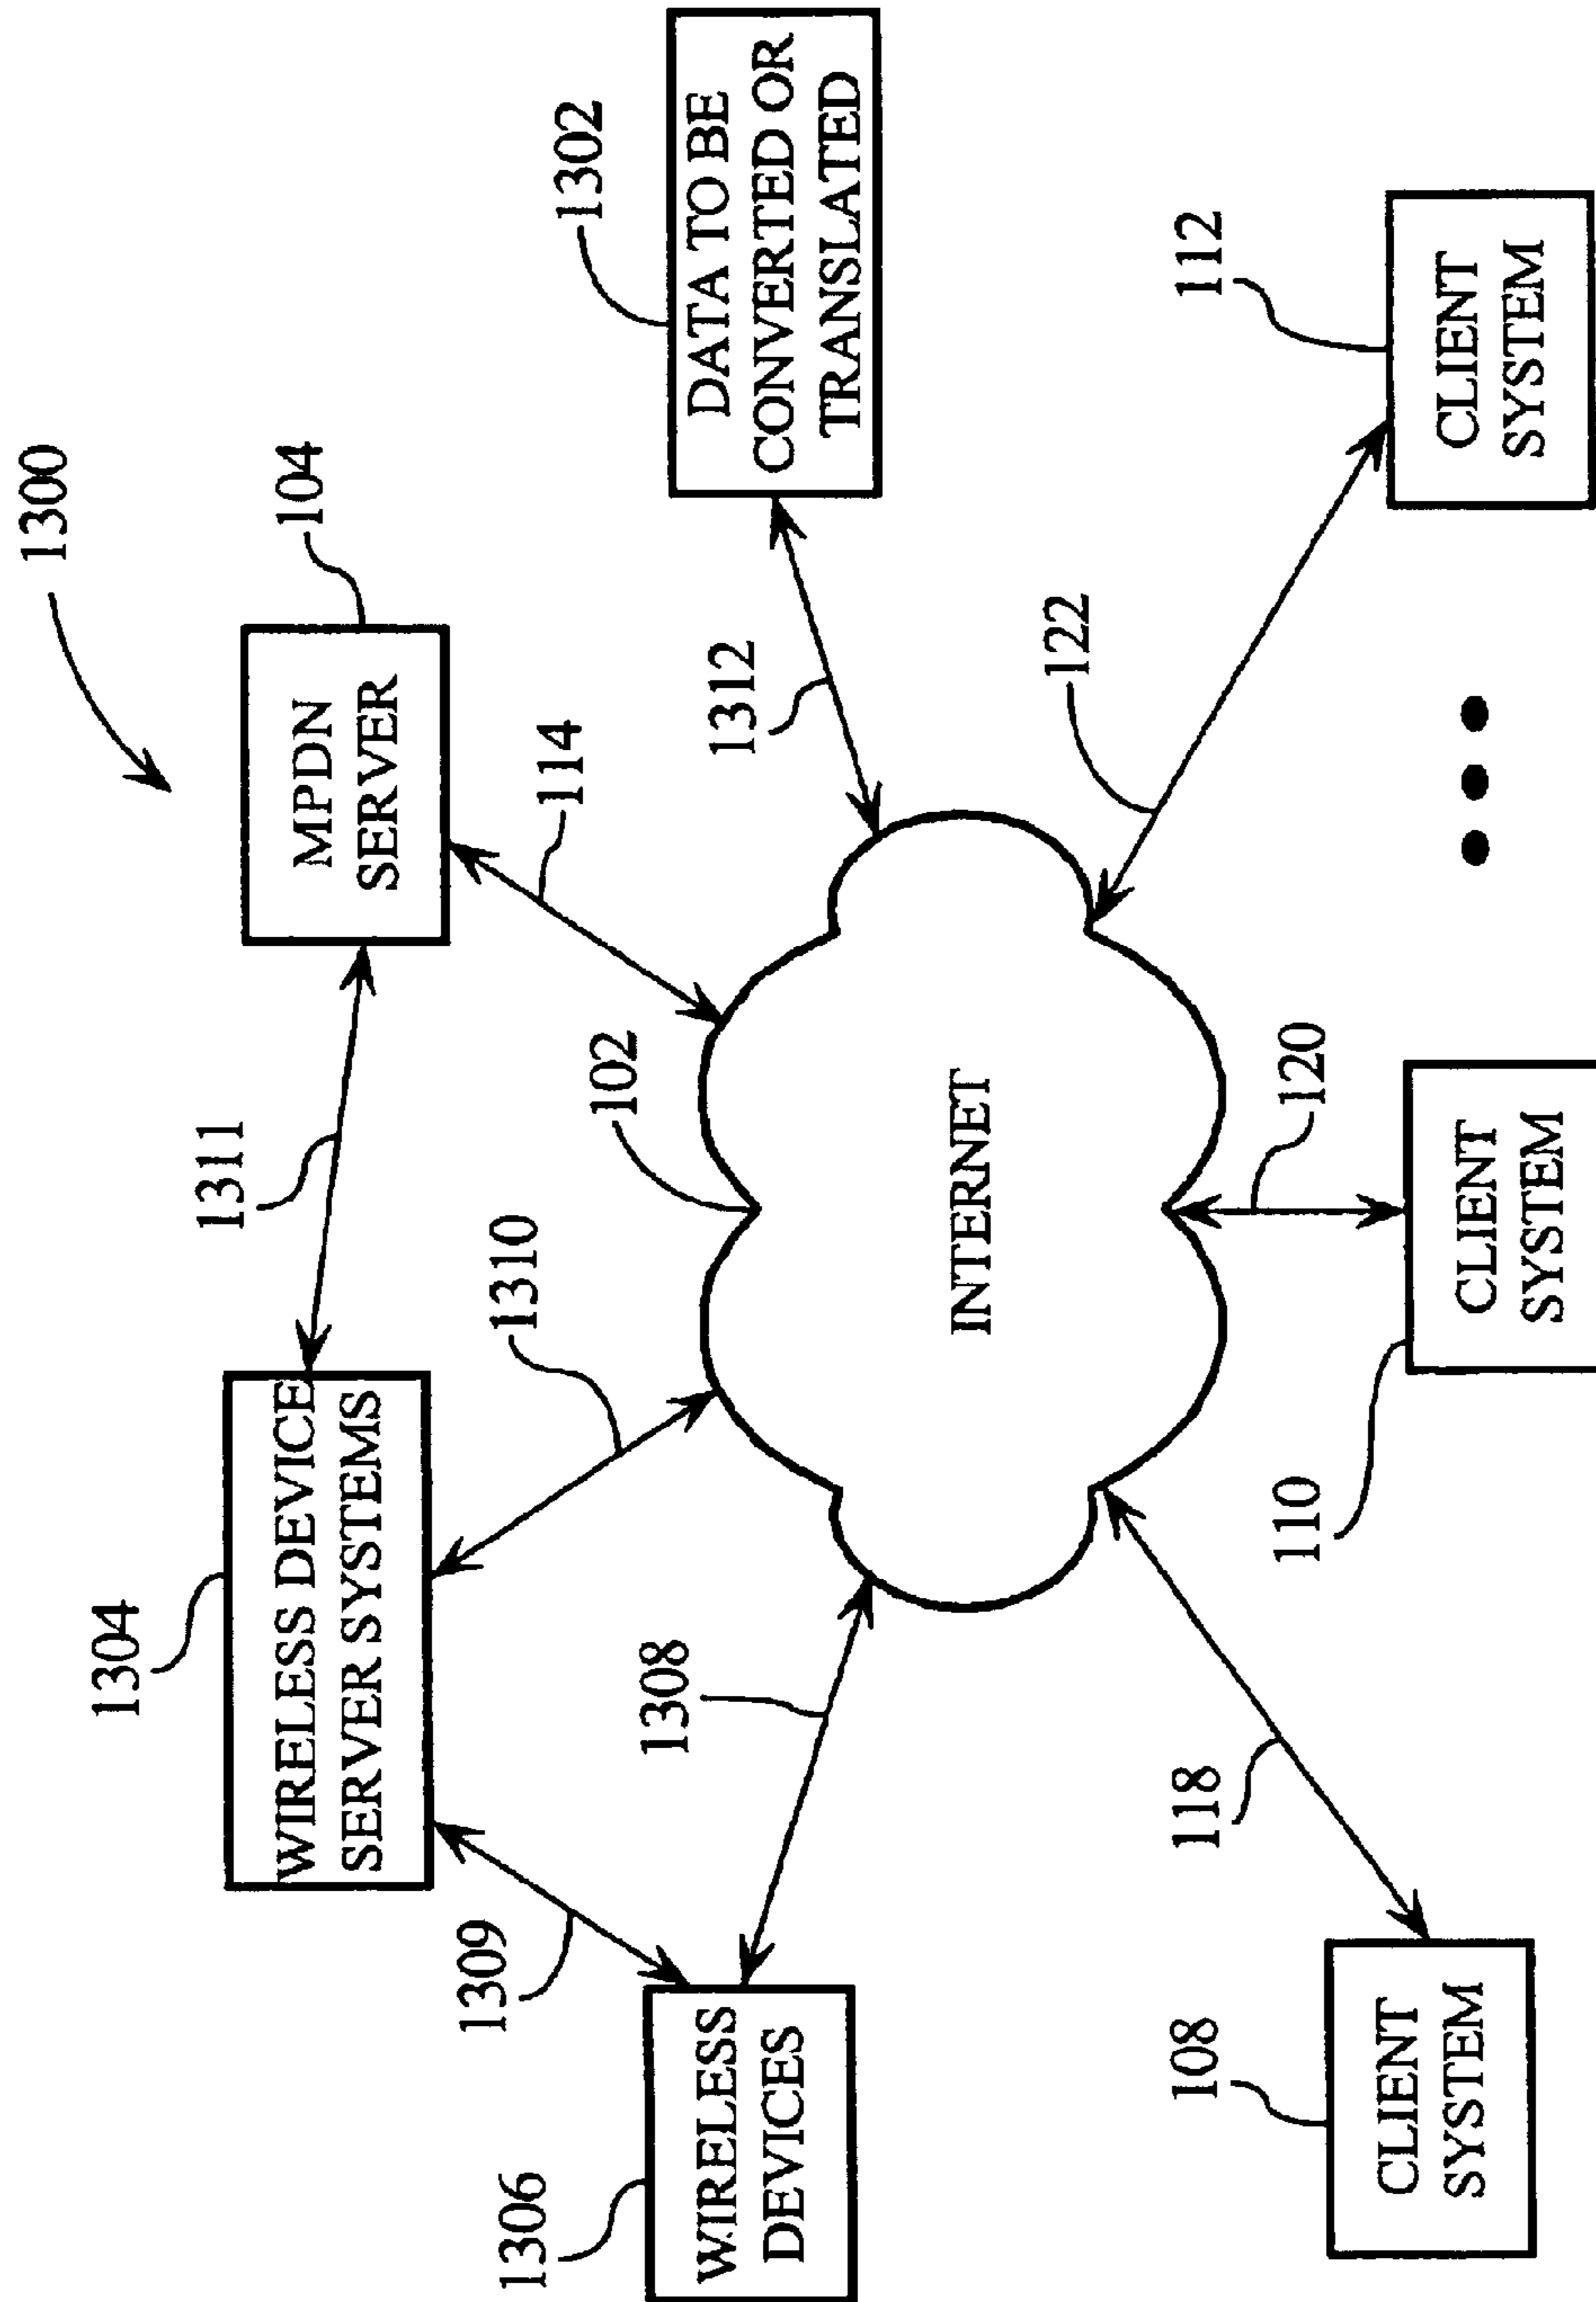 1300
1304
WIRELESS DEVICE
SERVER SYSTEMS
1311
MPDN
SERVER
104
1309
1310
102
114
1306
WIRELESS
DEVICES
1308
1312
1302
DATA TO BE
CONVERTED OR
TRANSLATED
INTERNET
122
108
CLIENT
SYSTEM
118
110
CLIENT
SYSTEM
120
112
CLIENT
SYSTEM